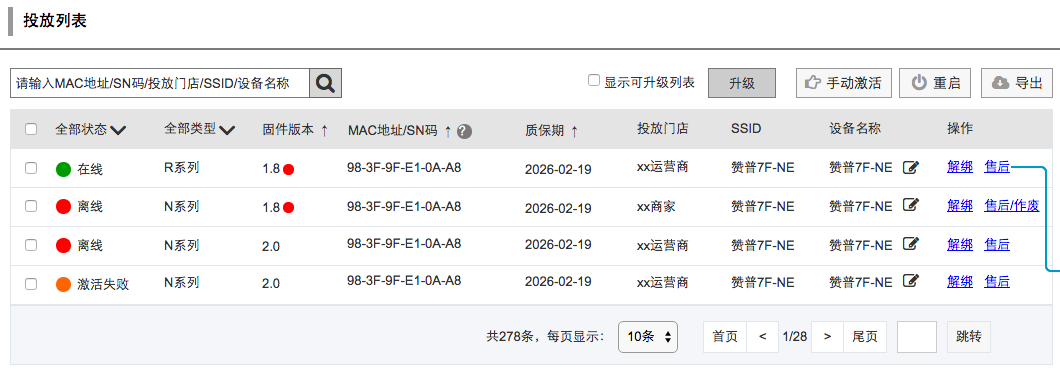 投放列表
请输入MAC地址/SN码/投放门店/SSID/设备名称 显示可升级列表 升级 手动激活 重启 导出
全部状态 全部类型 固件版本 ↑ MAC地址/SN码 ↑ ? 质保期 ↑ 投放门店 SSID 设备名称 操作
在线 R系列 1.8 98-3F-9F-E1-0A-A8 2026-02-19 xx运营商 赞普7F-NE 赞普7F-NE 解绑 售后
离线 N系列 1.8 98-3F-9F-E1-0A-A8 2026-02-19 xx商家 赞普7F-NE 赞普7F-NE 解绑 售后/作废
离线 N系列 2.0 98-3F-9F-E1-0A-A8 2026-02-19 xx运营商 赞普7F-NE 赞普7F-NE 解绑 售后
激活失败 N系列 2.0 98-3F-9F-E1-0A-A8 2026-02-19 xx运营商 赞普7F-NE 赞普7F-NE 解绑 售后
共278条，每页显示： 10条 首页 < 1/28 > 尾页 跳转